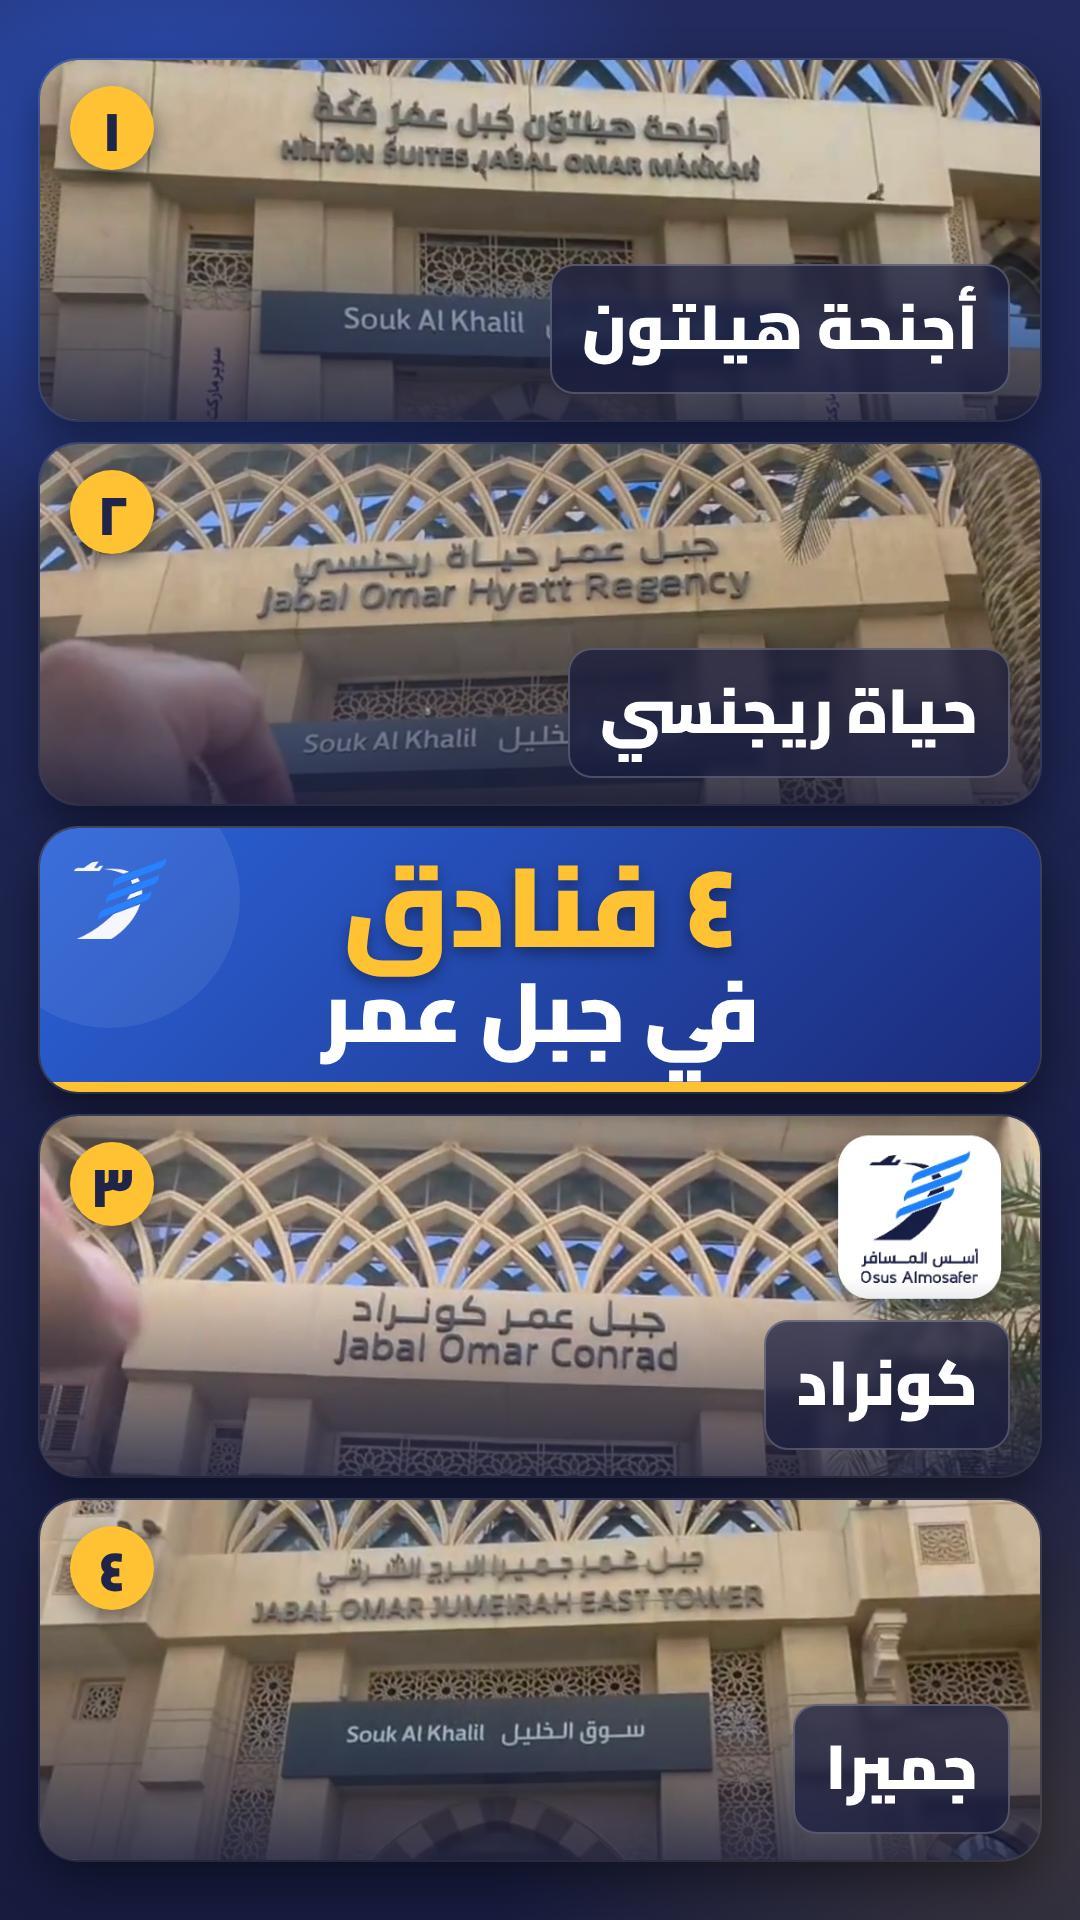 ١
أجنحة هيلتون جبل عمر مكة
HILTON SUITES JABAL OMAR MAKKAH
Souk Al Khalil
سوبرماركت
أجنحة هيلتون
٢
جبل عمر حياة ريجنسي
Jabal Omar Hyatt Regency
Souk Al Khalil
حياة ريجنسي
٤ فنادق
في جبل عمر
٣
أسس المسافر
Osus Almosafer
جبل عمر كونراد
Jabal Omar Conrad
كونراد
٤
جبل عمر جميرا البرج الشرقي
JABAL OMAR JUMEIRAH EAST TOWER
Souk Al Khalil سوق الخليل
جميرا